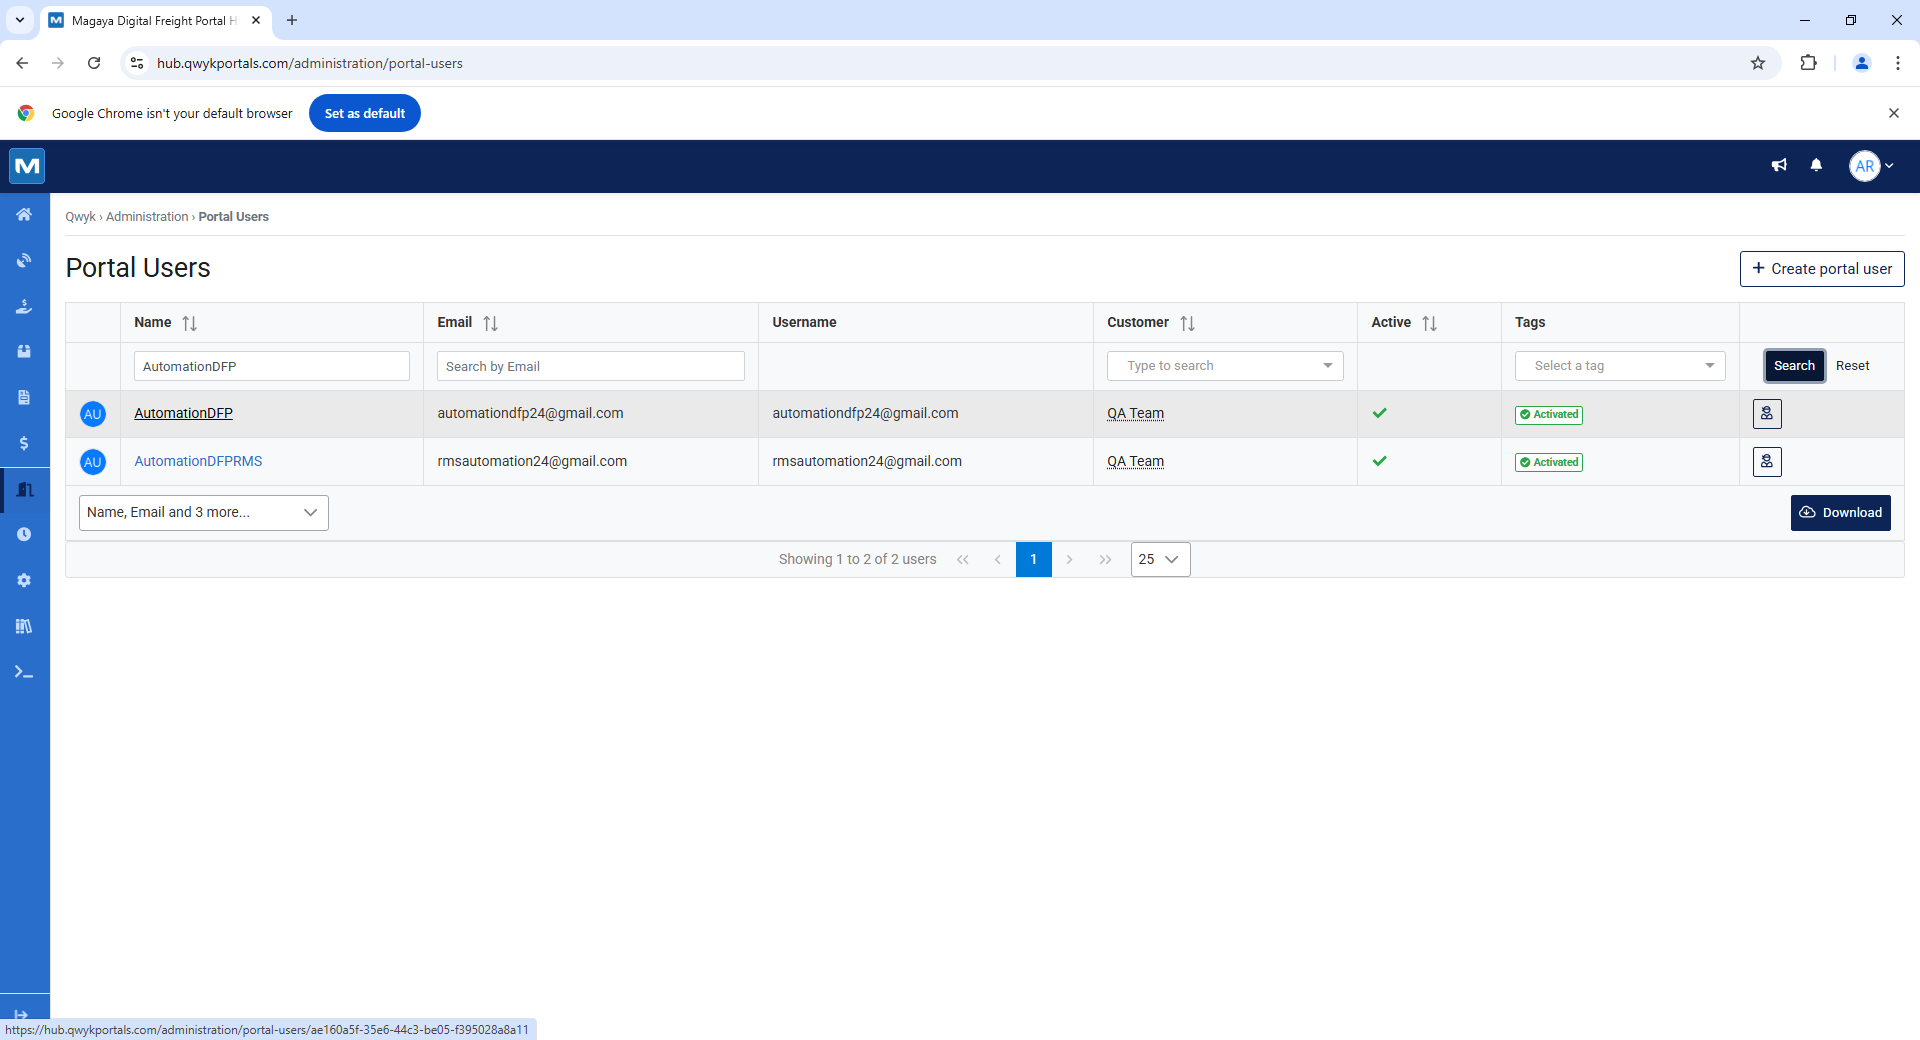 Magaya Digital Freight Portal H
hub.qwykportals.com/administration/portal-users
Google Chrome isn't your default browser
Set as default
M
AR
Qwyk › Administration › Portal Users
Portal Users
+ Create portal user
Name Email Username Customer Active Tags
AutomationDFP Search by Email Type to search Select a tag Search Reset
AU AutomationDFP automationdfp24@gmail.com automationdfp24@gmail.com QA Team Activated
AU AutomationDFPRMS rmsautomation24@gmail.com rmsautomation24@gmail.com QA Team Activated
Name, Email and 3 more... Download
Showing 1 to 2 of 2 users 1 25
https://hub.qwykportals.com/administration/portal-users/ae160a5f-35e6-44c3-be05-f395028a8a11